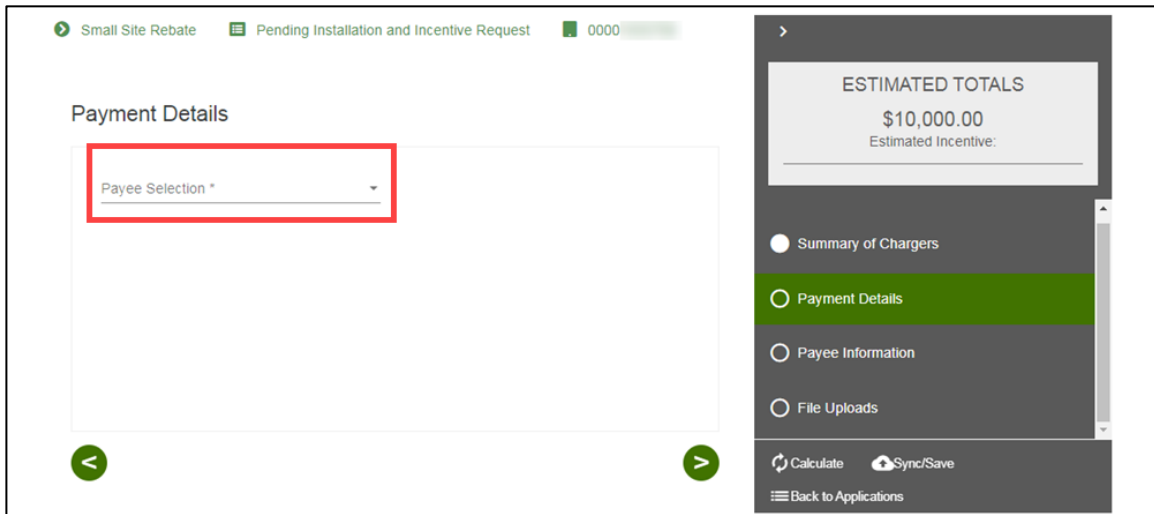 Small Site Rebate Pending Installation and Incentive Request 0000
Payment Details
Payee Selection *
<
>
>
ESTIMATED TOTALS
$10,000.00
Estimated Incentive:
Summary of Chargers
Payment Details
Payee Information
File Uploads
Calculate Sync/Save
Back to Applications